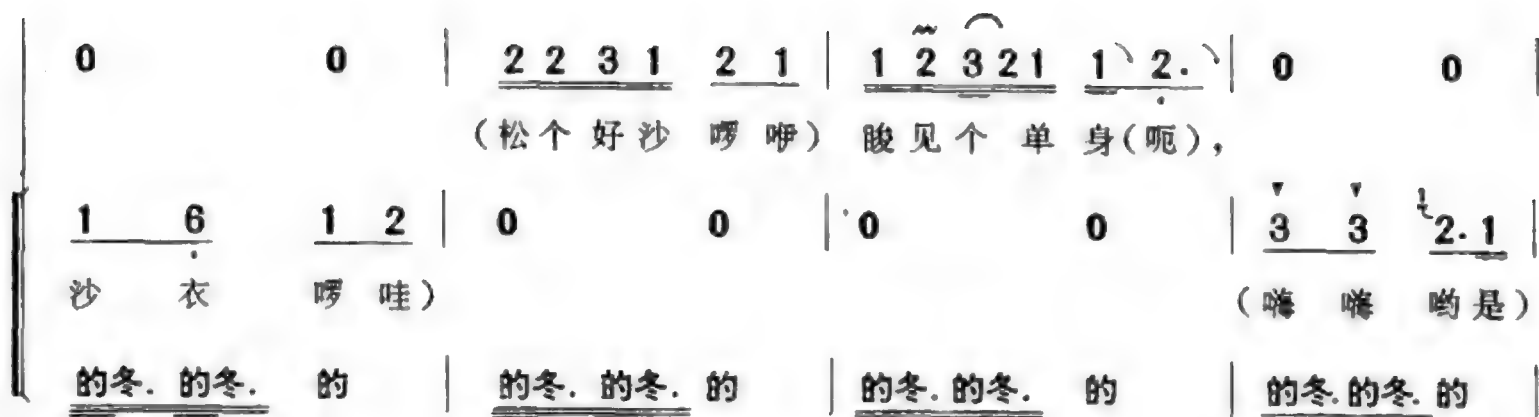 0 0 | 2 2 3 1 2 1 | 1 2 3 2 1 1 2. | 0 0 |
(松个好沙 啰咿) 睃见个 单 身(呃),
1 6 1 2 | 0 0 | 0 0 | 3 3 2. 1 |
沙 衣 啰 哇) (嗨 嗨 哟是)
的冬. 的冬. 的 | 的冬. 的冬. 的 | 的冬. 的冬. 的 | 的冬. 的冬. 的 |